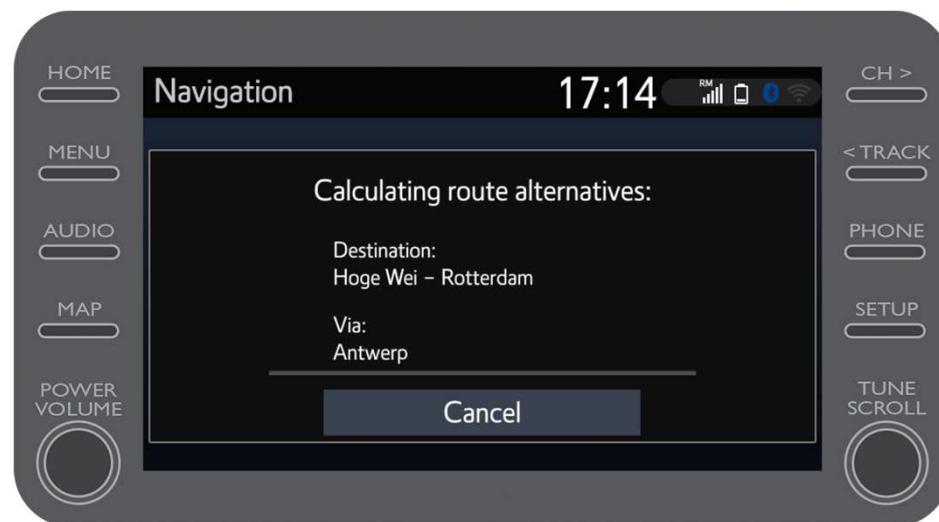 HOME
MENU
AUDIO
MAP
POWER
VOLUME
Navigation 17:14 RM
Calculating route alternatives:
Destination:
Hoge Wei – Rotterdam
Via:
Antwerp
Cancel
CH >
< TRACK
PHONE
SETUP
TUNE
SCROLL